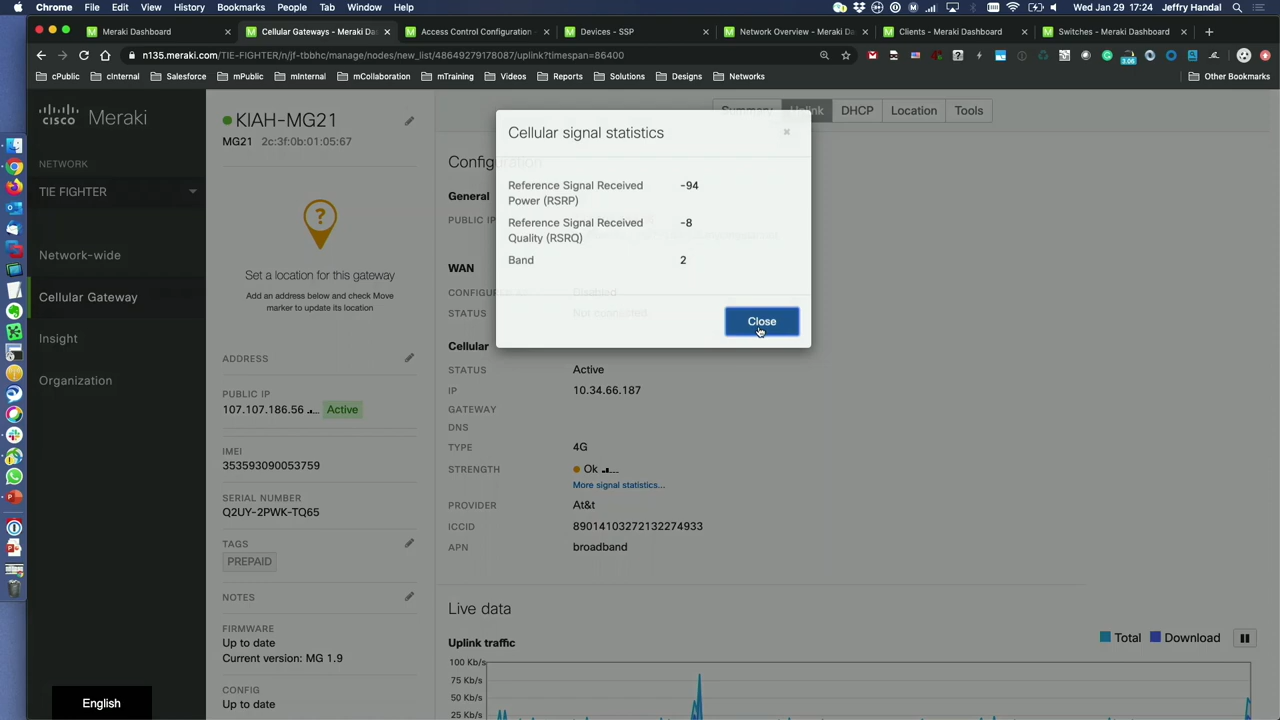 Chrome File Edit View History Bookmarks People Tab Window Help
Wed Jan 29 17:24 Jeffry Handal
Meraki Dashboard
Cellular Gateways - Meraki Da
Access Control Configuration -
Devices - SSP
Network Overview - Meraki Da
Clients - Meraki Dashboard
Switches - Meraki Dashboard
n135.meraki.com/TIE-FIGHTER/n/jf-tbbhc/manage/nodes/new_list/48649279178087/uplink?timespan=86400
cPublic cInternal Salesforce mPublic mInternal mCollaboration mTraining Videos Reports Solutions Designs Networks Other Bookmarks
cisco Meraki
NETWORK
TIE FIGHTER
Network-wide
Cellular Gateway
Insight
Organization
English
KIAH-MG21
MG21 2c:3f:0b:01:05:67
Set a location for this gateway
Add an address below and check Move
marker to update its location
ADDRESS
PUBLIC IP
107.107.186.56 Active
IMEI
353593090053759
SERIAL NUMBER
Q2UY-2PWK-TQ65
TAGS
PREPAID
NOTES
FIRMWARE
Up to date
Current version: MG 1.9
CONFIG
Up to date
Summary Uplink DHCP Location Tools
Configuration
General
PUBLIC IP
WAN
STATUS Not connected
Cellular signal statistics
Reference Signal Received
Power (RSRP) -94
Reference Signal Received
Quality (RSRQ) -8
Band 2
Close
Cellular
STATUS Active
IP 10.34.66.187
GATEWAY
DNS
TYPE 4G
STRENGTH Ok
More signal statistics...
PROVIDER At&t
ICCID 89014103272132274933
APN broadband
Live data
Uplink traffic
Total Download
100 Kb/s
75 Kb/s
50 Kb/s
25 Kb/s